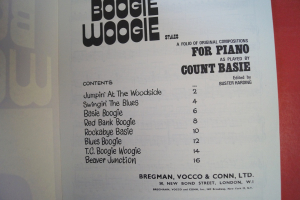 BOOGIE
WOOGIE
STYLE
A FOLIO OF ORIGINAL COMPOSITIONS
FOR PIANO
AS PLAYED BY
COUNT BASIE
Edited by
CONTENTS
Jumpin' At The Woodside 2
Swingin' The Blues 4
Basie Boogie 6
Red Bank Boogie 8
Rockabye Basie 10
Blues Boogie 12
T.C. Boogie Woogie 14
Beaver Junction 16
BREGMAN, VOCCO & CONN, LTD.
NEW BOND STREET, LONDON, W.1